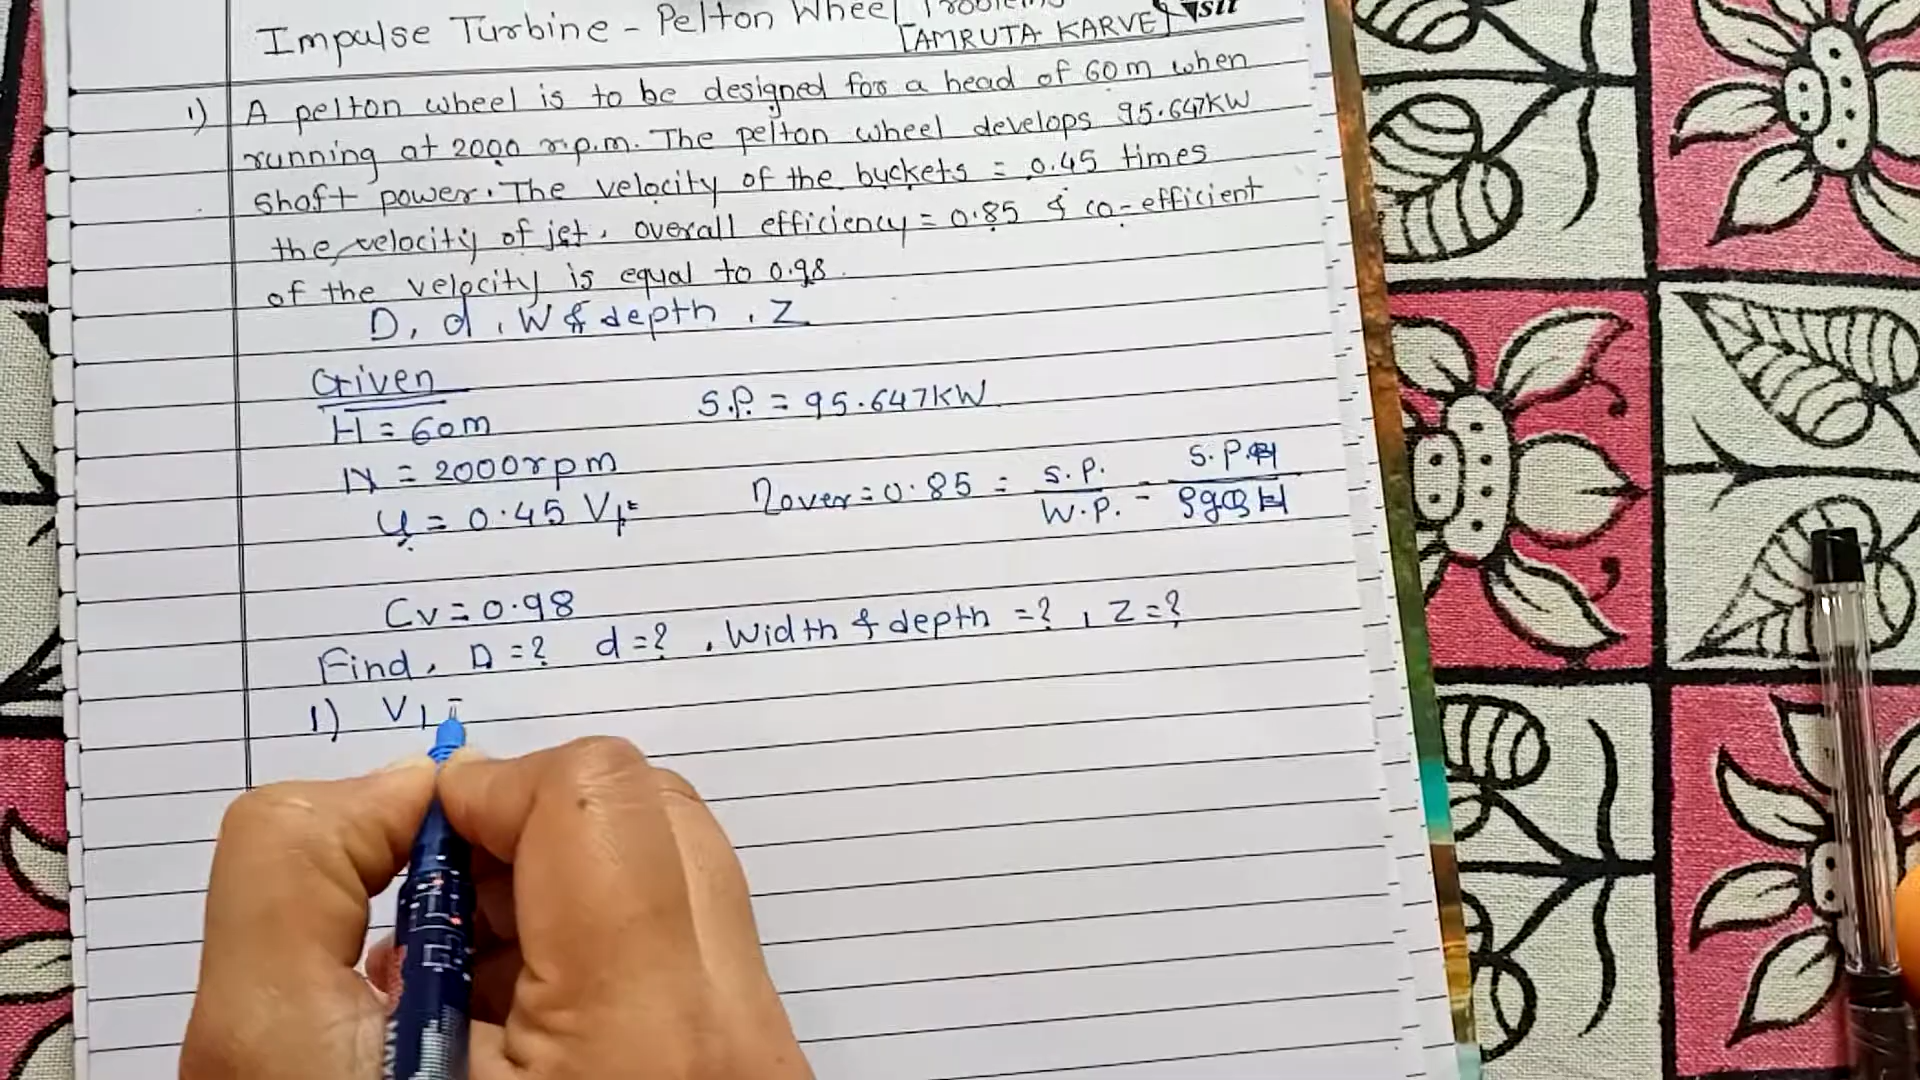 Impulse Turbine - Pelton Wheel Problems
[AMRUTA KARVE]
1) A pelton wheel is to be designed for a head of 60m when
running at 2000 r.p.m. The pelton wheel develops 95.647KW
shaft power. The velocity of the buckets = 0.45 times
the velocity of jet, overall efficiency = 0.85 & co-efficient
of the velocity is equal to 0.98.
D, d, W & depth, Z
Given
H = 60m
S.P. = 95.647KW
N = 2000rpm
ηover = 0.85 = S.P. / W.P. = S.P. / ρgQH
u = 0.45 V1=
Cv = 0.98
Find, D = ? d = ?, Width & depth = ?, Z = ?
1) V1 =